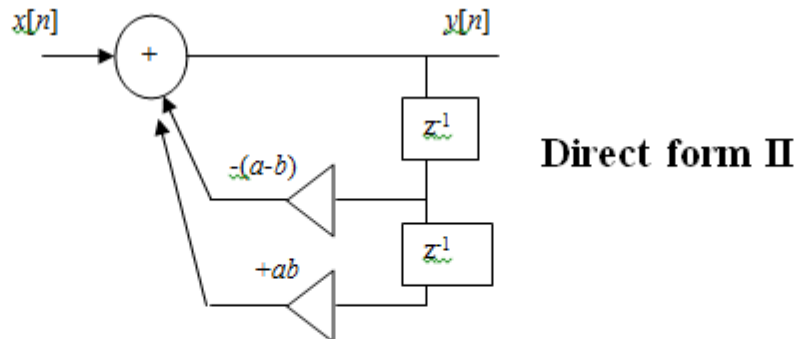 x[n] y[n]
+
z-1
Direct form II
-(a-b)
z-1
+ab